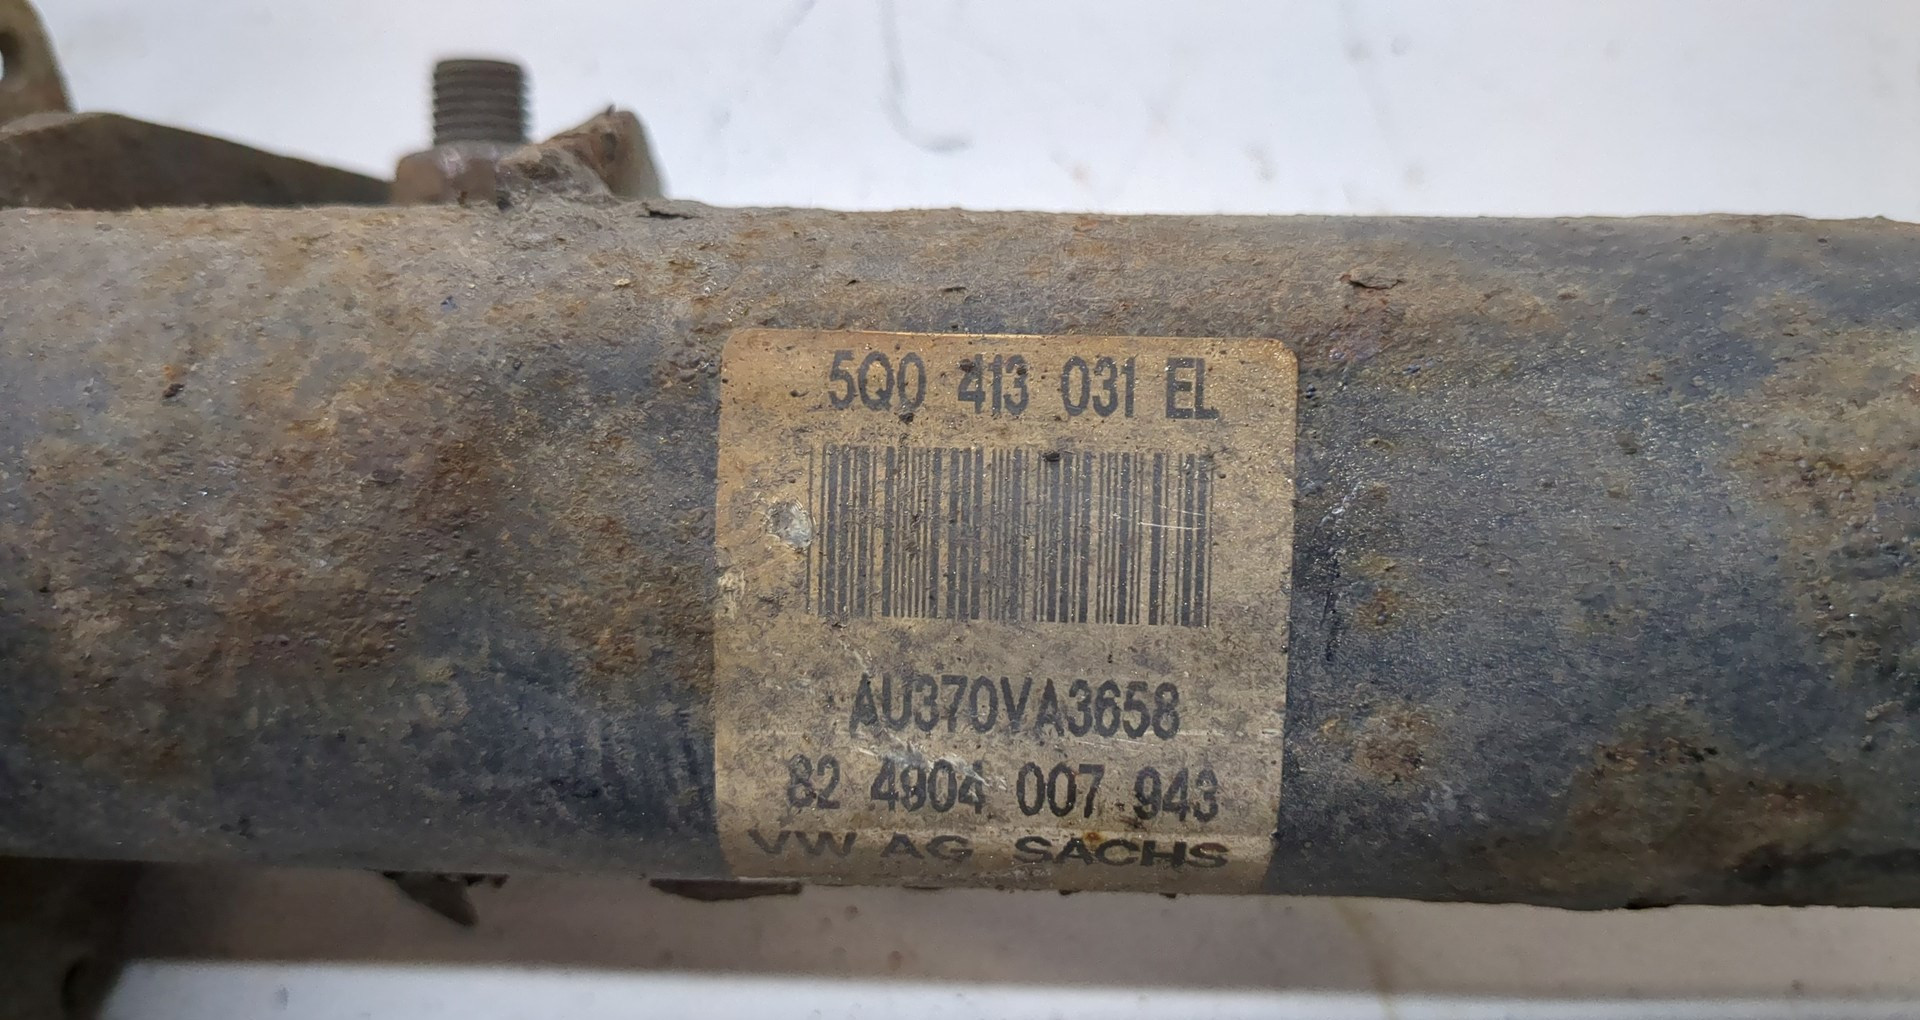 5Q0 413 031 EL
AU370VA3658
82 4904 007 943
VW AG SACHS